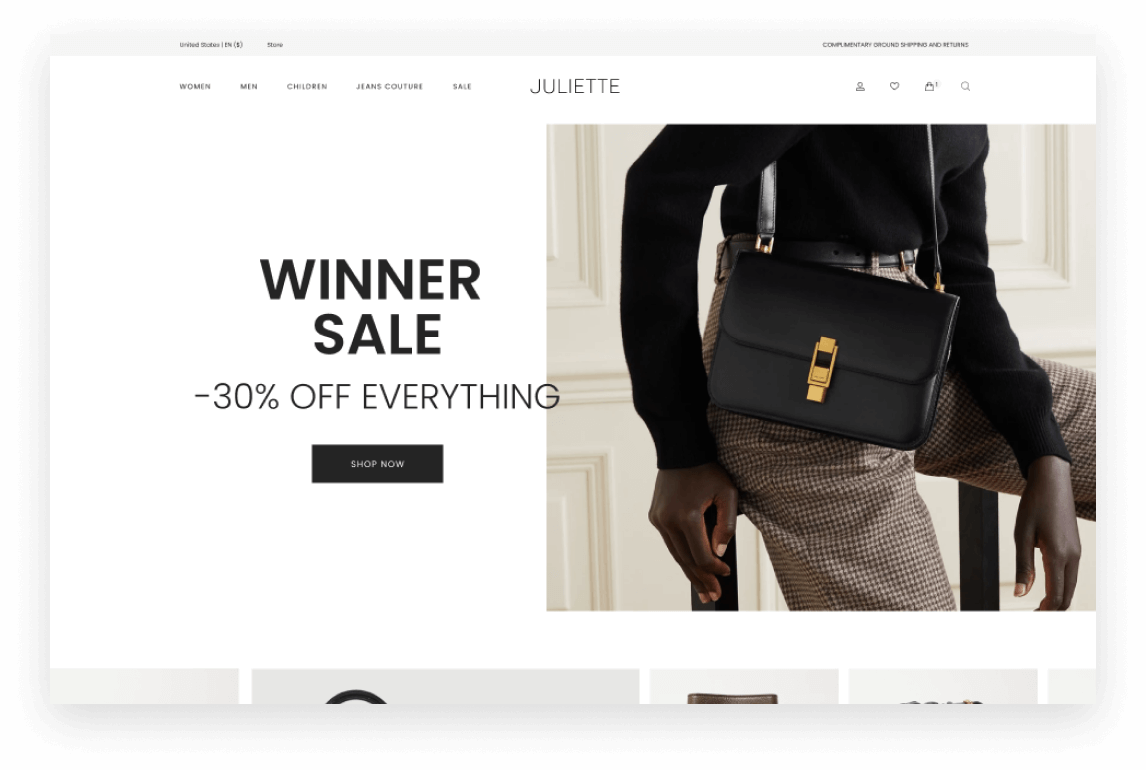 United States | EN ($) Store COMPLIMENTARY GROUND SHIPPING AND RETURNS
WOMEN MEN CHILDREN JEANS COUTURE SALE JULIETTE
WINNER
SALE
-30% OFF EVERYTHING
SHOP NOW